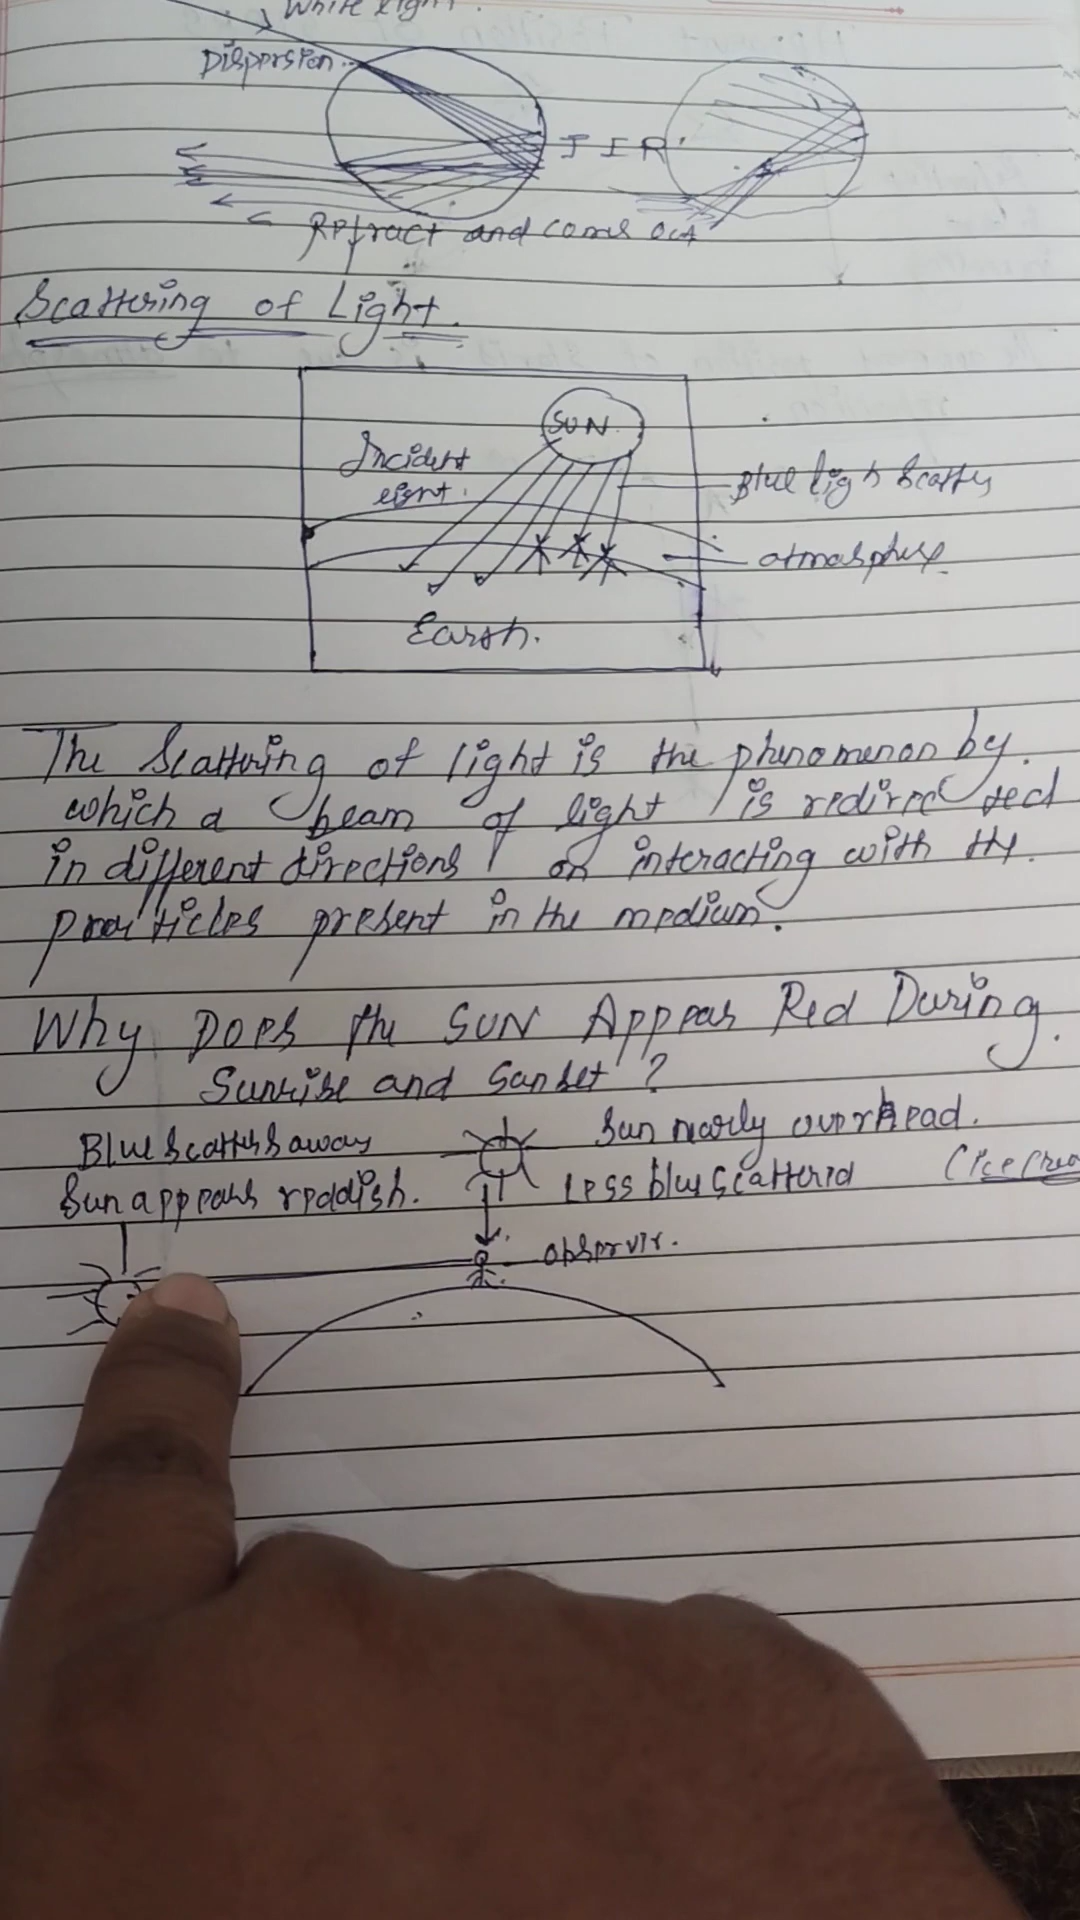 White light.
Dispersion.
TIR
Refract and comes out
Scattering of Light.
SUN
Incident
light.
Blue light Scatters
atmosphere
Earth.
The Scattering of light is the phenomenon by
which a beam of light is redirected
in different directions on interacting with the
particles present in the medium.
Why Does the SUN Appear Red During
Sunrise and Sunset ?
Blue Scatters away
Sun appears reddish.
Sun nearly overhead.
Less blue scattered
observer.